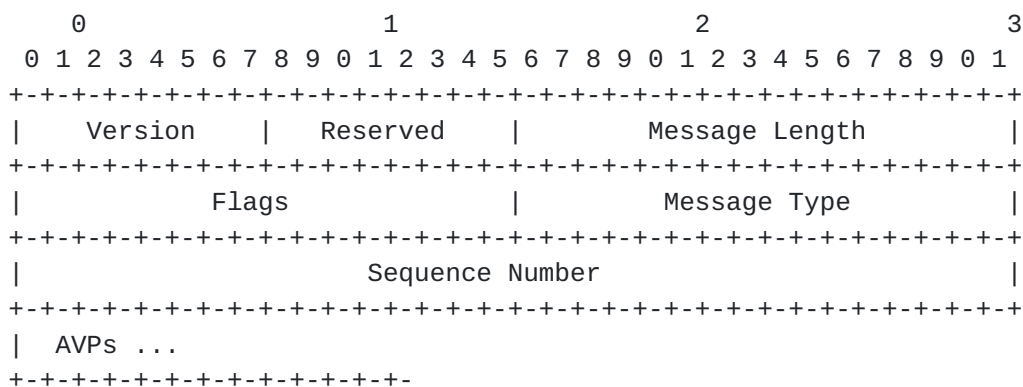 0                   1                   2                   3
 0 1 2 3 4 5 6 7 8 9 0 1 2 3 4 5 6 7 8 9 0 1 2 3 4 5 6 7 8 9 0 1
+-+-+-+-+-+-+-+-+-+-+-+-+-+-+-+-+-+-+-+-+-+-+-+-+-+-+-+-+-+-+-+-+
|    Version    |   Reserved    |        Message Length         |
+-+-+-+-+-+-+-+-+-+-+-+-+-+-+-+-+-+-+-+-+-+-+-+-+-+-+-+-+-+-+-+-+
|            Flags              |         Message Type          |
+-+-+-+-+-+-+-+-+-+-+-+-+-+-+-+-+-+-+-+-+-+-+-+-+-+-+-+-+-+-+-+-+
|                      Sequence Number                          |
+-+-+-+-+-+-+-+-+-+-+-+-+-+-+-+-+-+-+-+-+-+-+-+-+-+-+-+-+-+-+-+-+
|  AVPs ...
+-+-+-+-+-+-+-+-+-+-+-+-+-